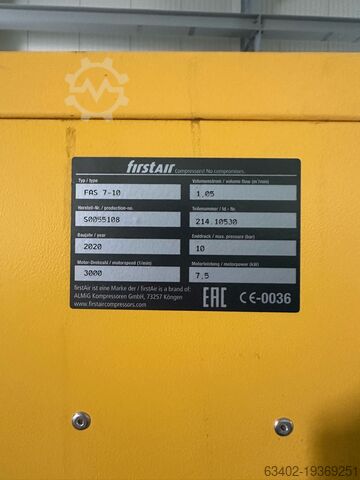 firstAIR Compressors! No compromises.
Typ / type
FAS 7-10
Volumenstrom / volume flow (m³/min)
1,05
Herstell-Nr. / production-no.
S0055108
Teilenummer / Id - Nr.
214.10530
Baujahr / year
2020
Enddruck / max. pressure (bar)
10
Motor-Drehzahl / motorspeed (1/min)
3000
Motorleistung / motorpower (kW)
7,5
firstAir ist eine Marke der / firstAir is a brand of:
ALMiG Kompressoren GmbH, 73257 Köngen
www.firstaircompressors.com
EAC CE-0036
63402-19369251